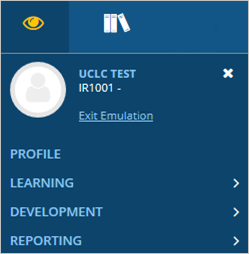 UCLC TEST
IR1001 -
Exit Emulation
PROFILE
LEARNING
DEVELOPMENT
REPORTING